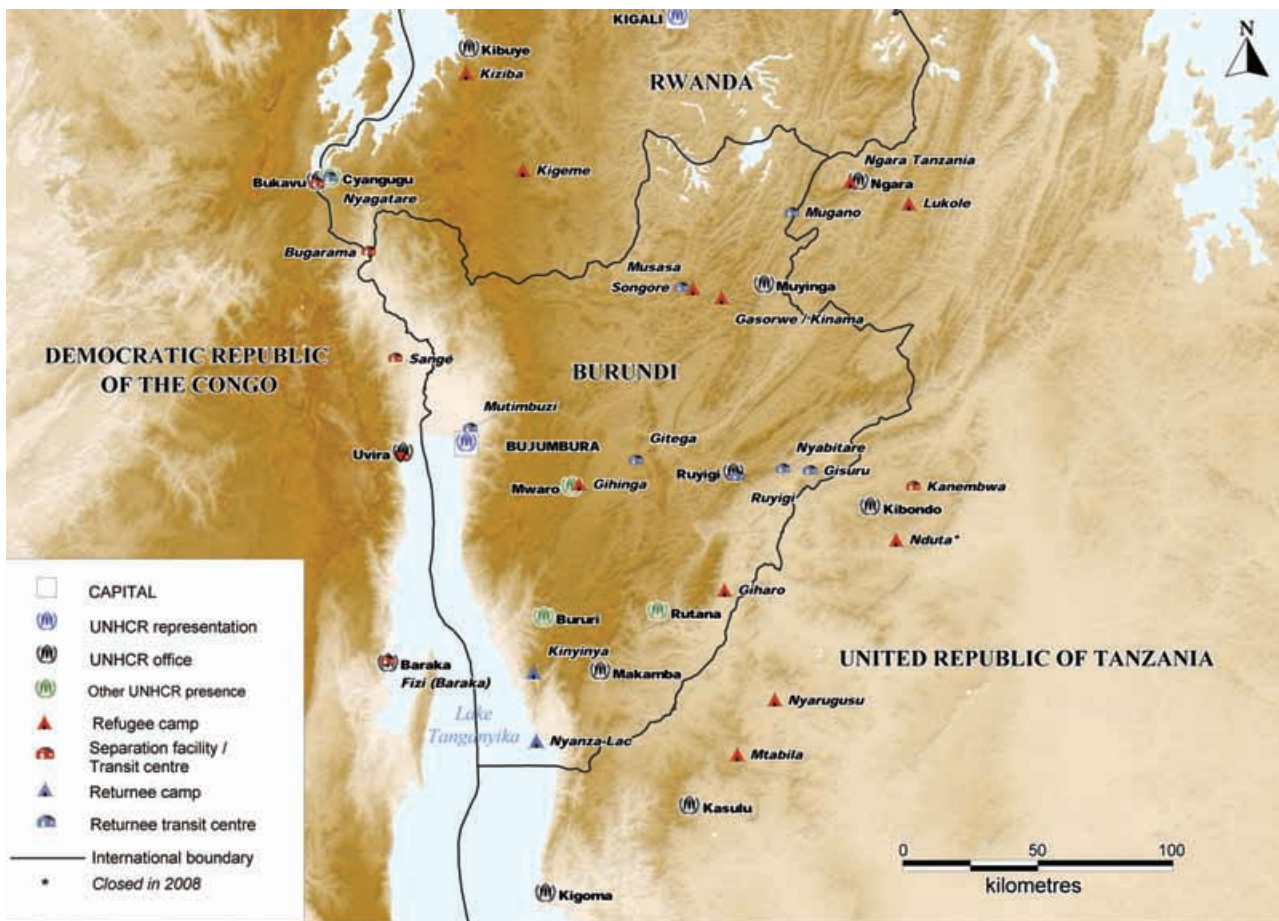 KIGALI
N
Kibuye
Kiziba
RWANDA
Kigeme
Ngara Tanzania
Ngara
Bukavu
Cyangugu
Nyagatare
Lukole
Mugano
Bugarama
Musasa
Songore
Muyinga
Gasorwe / Kinama
DEMOCRATIC REPUBLIC
OF THE CONGO
Sangé
BURUNDI
Mutimbuzi
BUJUMBURA
Gitega
Nyabitare
Uvira
Ruyigi
Gisuru
Mwaro
Gihinga
Ruyigi
Kanembwa
Kibondo
Nduta*
Giharo
Bururi
Rutana
Kinyinya
Makamba
UNITED REPUBLIC OF TANZANIA
Baraka
Fizi (Baraka)
Nyarugusu
Lake
Tanganyika
Nyanza-Lac
Mtabila
Kasulu
Kigoma
CAPITAL
UNHCR representation
UNHCR office
Other UNHCR presence
Refugee camp
Separation facility /
Transit centre
Returnee camp
Returnee transit centre
International boundary
* Closed in 2008
0 50 100
kilometres